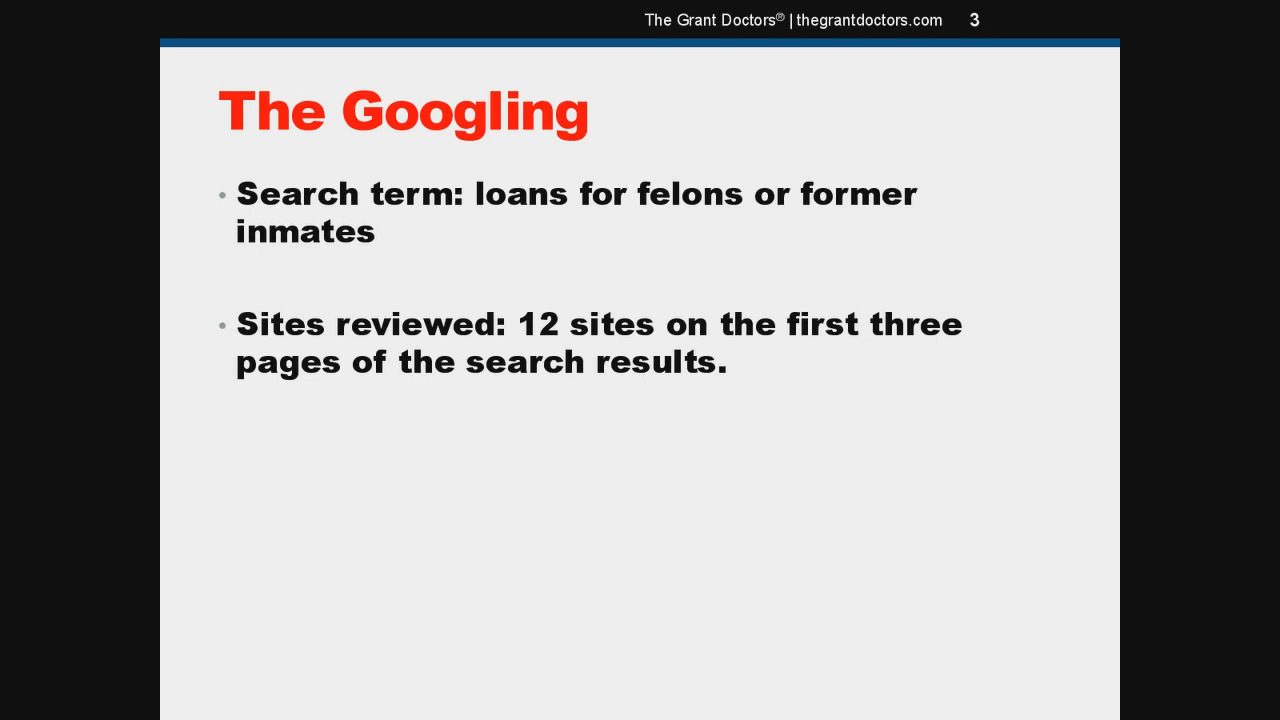 The Grant Doctors® | thegrantdoctors.com 3
The Googling
• Search term: loans for felons or former
inmates
• Sites reviewed: 12 sites on the first three
pages of the search results.